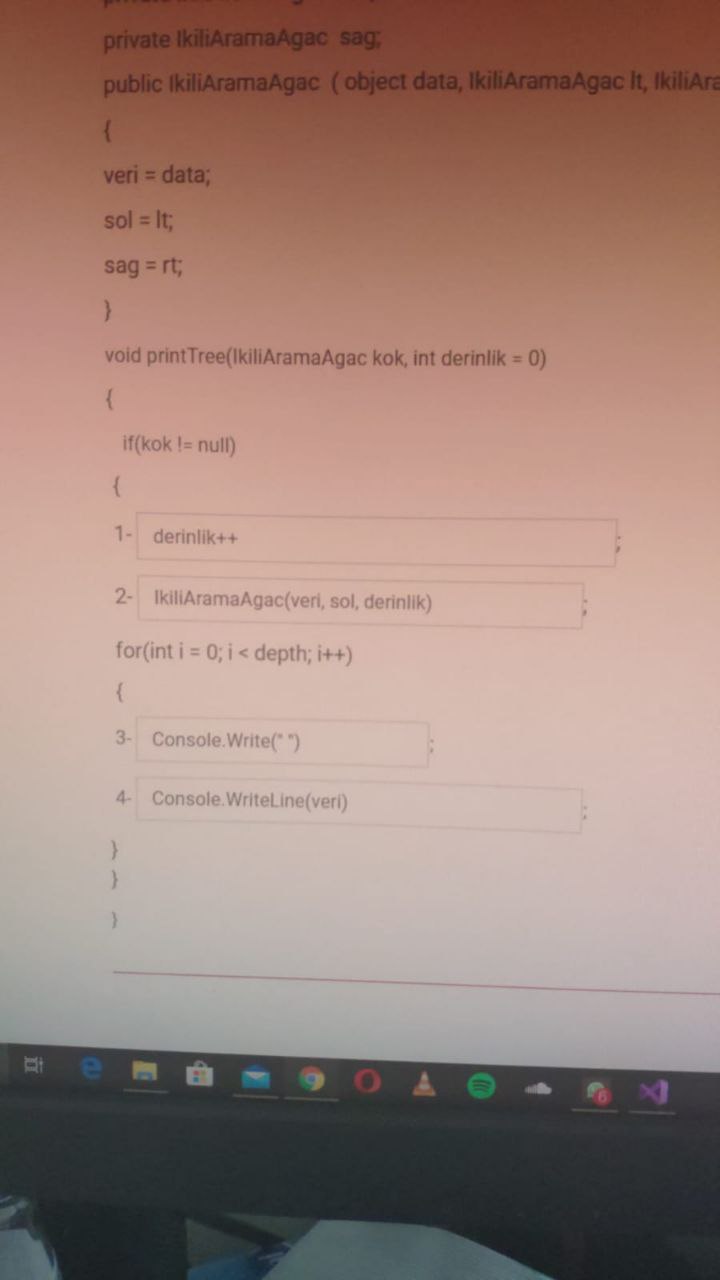 private IkiliAramaAgac sag;
public IkiliAramaAgac ( object data, IkiliAramaAgac lt, IkiliAra
{
veri = data;
sol = lt;
sag = rt;
}
void printTree(IkiliAramaAgac kok, int derinlik = 0)
{
if(kok != null)
{
1- derinlik++ ;
2- IkiliAramaAgac(veri, sol, derinlik) ;
for(int i = 0; i < depth; i++)
{
3- Console.Write(" ") ;
4- Console.WriteLine(veri) ;
}
}
}
6